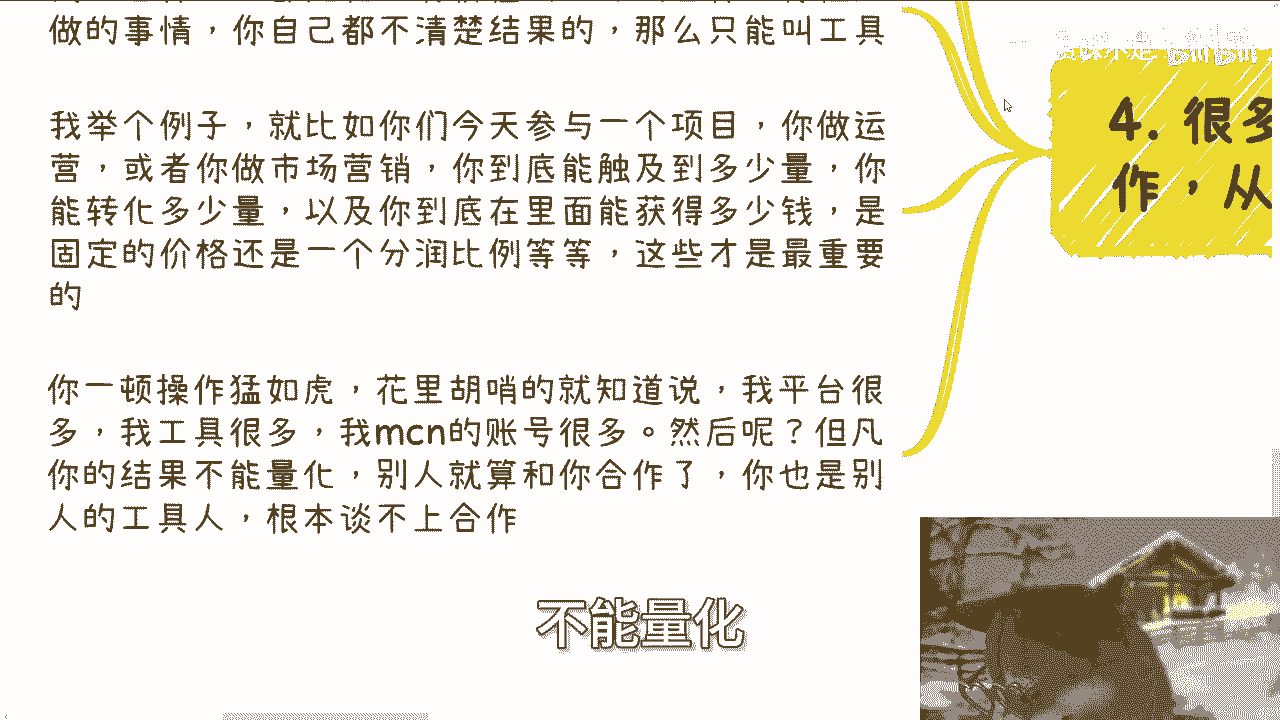 做的事情，你自己都不清楚结果的，那么只能叫工具
我举个例子，就比如你们今天参与一个项目，你做运
营，或者你做市场营销，你到底能触及到多少量，你
能转化多少量，以及你到底在里面能获得多少钱，是
固定的价格还是一个分润比例等等，这些才是最重要
的
你一顿操作猛如虎，花里胡哨的就知道说，我平台很
多，我工具很多，我mcn的账号很多。然后呢？但凡
你的结果不能量化，别人就算和你合作了，你也是别
人的工具人，根本谈不上合作
4. 很多
作，从
不能量化